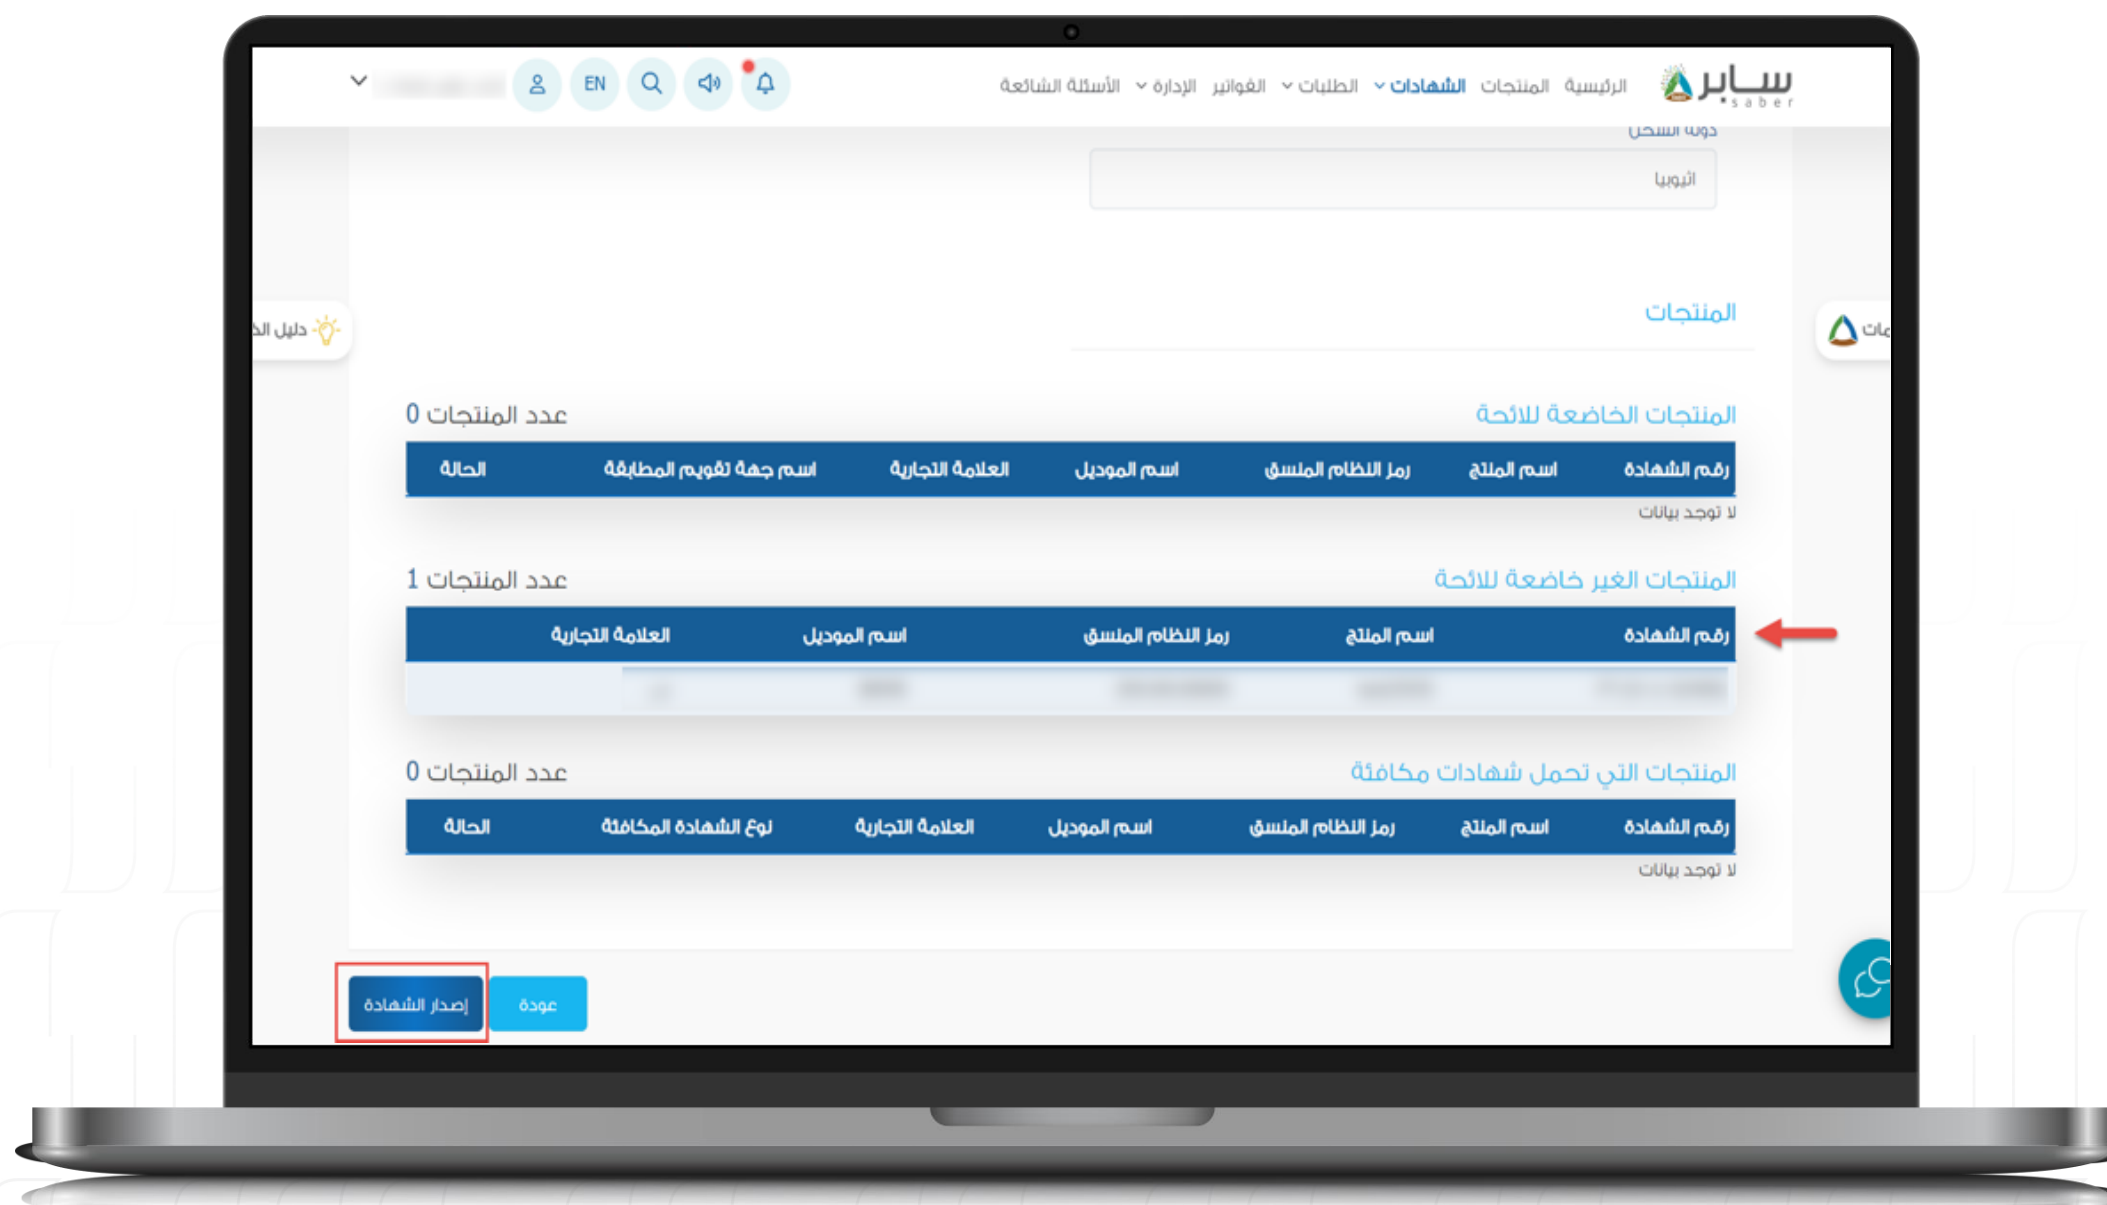 سابر
saber
الرئيسية المنتجات الشهادات الطلبات الفواتير الإدارة الأسئلة الشائعة
EN
دولة الشحن
اثيوبيا
المنتجات
دليل
المنتجات الخاضعة للائحة
عدد المنتجات 0
رقم الشهادة اسم المنتج رمز النظام المنسق اسم الموديل العلامة التجارية اسم جهة تقويم المطابقة الحالة
لا توجد بيانات
المنتجات الغير خاضعة للائحة
عدد المنتجات 1
رقم الشهادة اسم المنتج رمز النظام المنسق اسم الموديل العلامة التجارية
المنتجات التي تحمل شهادات مكافئة
عدد المنتجات 0
رقم الشهادة اسم المنتج رمز النظام المنسق اسم الموديل العلامة التجارية نوع الشهادة المكافئة الحالة
لا توجد بيانات
عودة
إصدار الشهادة